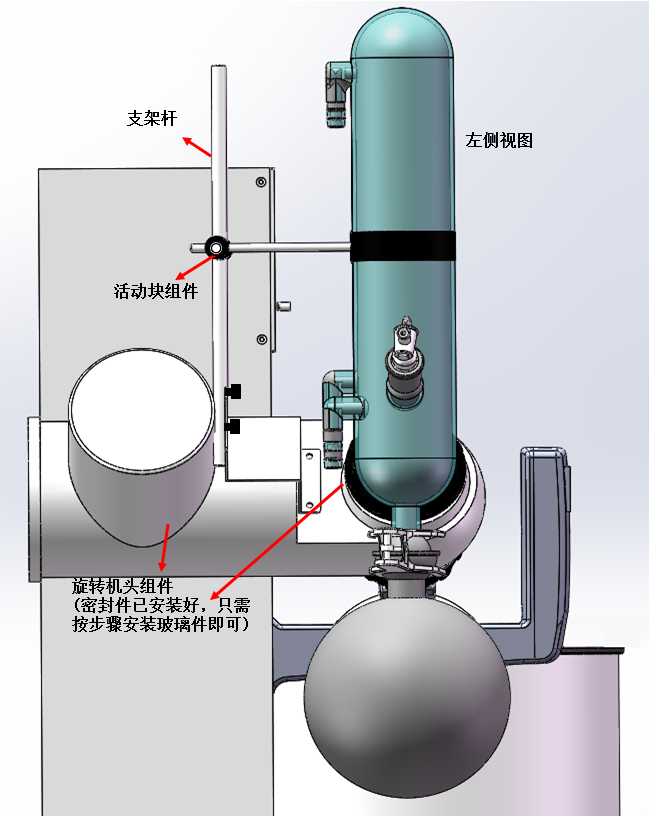 支架杆
左侧视图
活动块组件
旋转机头组件
(密封件已安装好，只需
按步骤安装玻璃件即可)